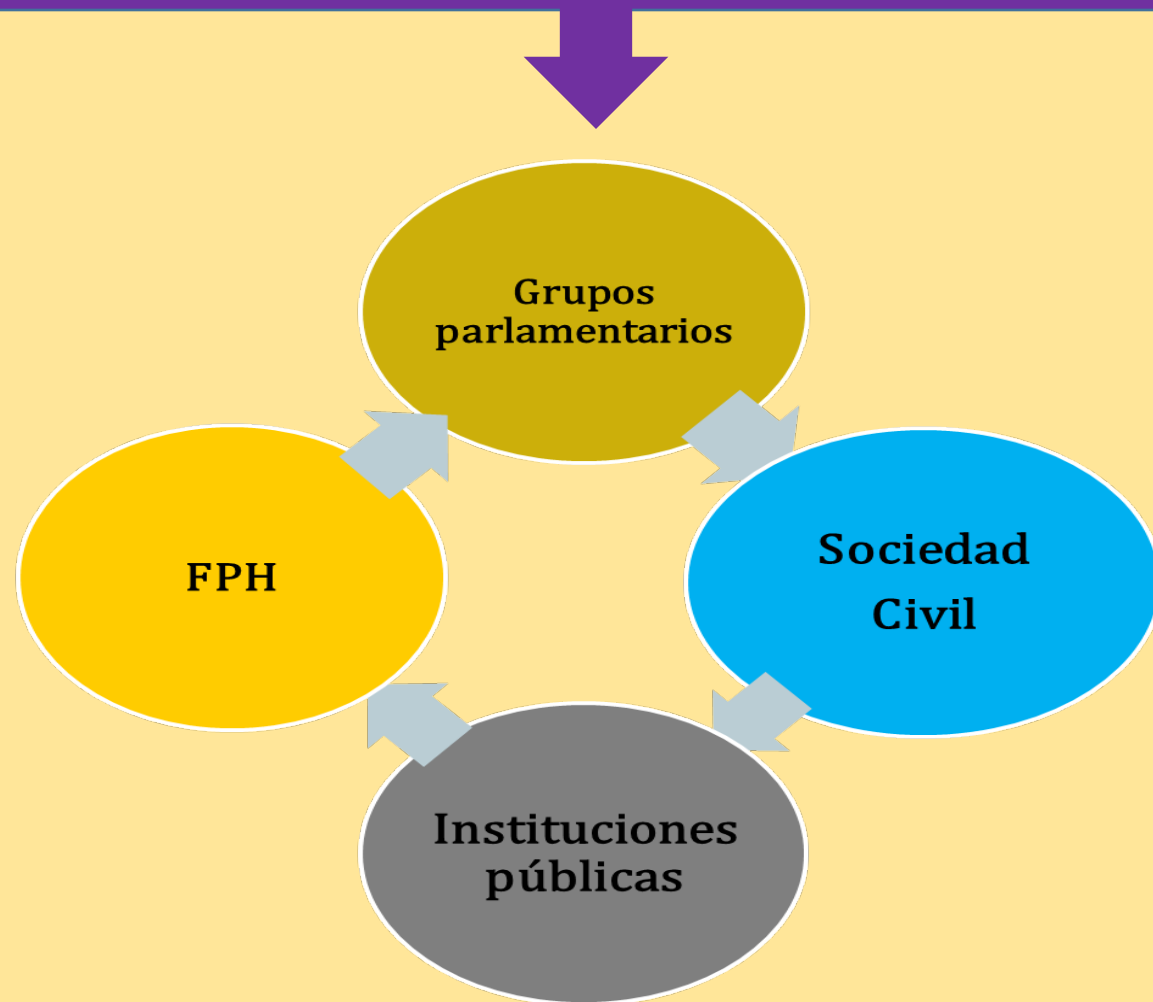 Grupos
parlamentarios
FPH
Sociedad
Civil
Instituciones
públicas